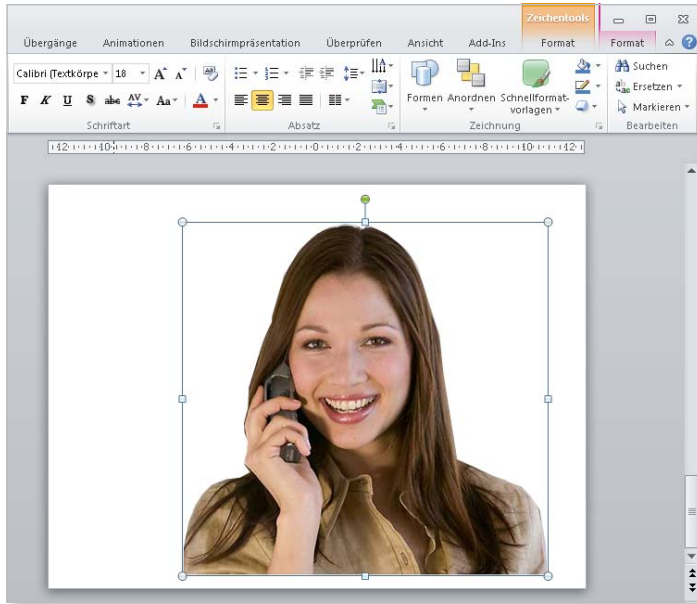 Zeichentools
Übergänge Animationen Bildschirmpräsentation Überprüfen Ansicht Add-Ins Format Format
Calibri (Textkörpe 18 A A Suchen
Formen Anordnen Schnellformat- Ersetzen
F K U S abc AV Aa A vorlagen Markieren
Schriftart Absatz Zeichnung Bearbeiten
12 10 8 6 4 2 0 2 4 6 8 10 12